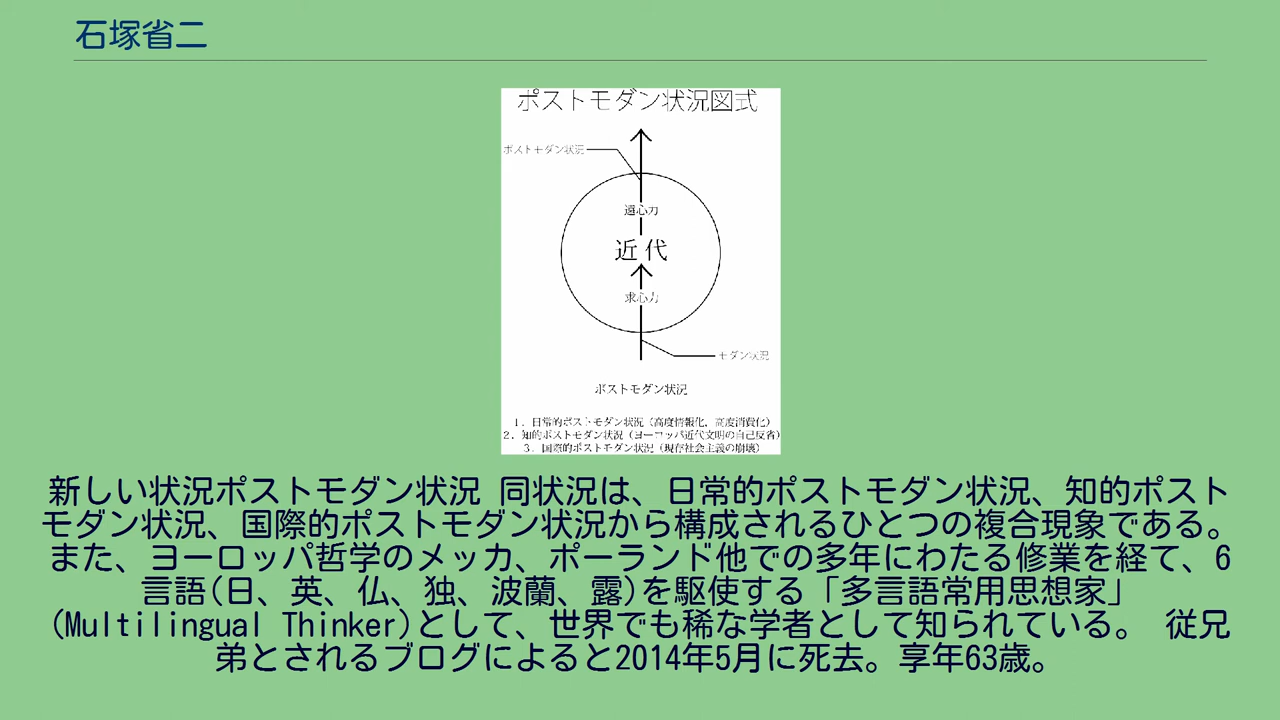 石塚省二
ポストモダン状況図式
ポストモダン状況
遠心力
近代
求心力
モダン状況
ポストモダン状況
1．日常的ポストモダン状況（高度情報化，高度消費化）
2．知的ポストモダン状況（ヨーロッパ近代文明の自己反省）
3．国際的ポストモダン状況（現存社会主義の崩壊）
新しい状況ポストモダン状況 同状況は、日常的ポストモダン状況、知的ポスト
モダン状況、国際的ポストモダン状況から構成されるひとつの複合現象である。
また、ヨーロッパ哲学のメッカ、ポーランド他での多年にわたる修業を経て、6
言語(日、英、仏、独、波蘭、露)を駆使する「多言語常用思想家」
(Multilingual Thinker)として、世界でも稀な学者として知られている。 従兄
弟とされるブログによると2014年5月に死去。享年63歳。